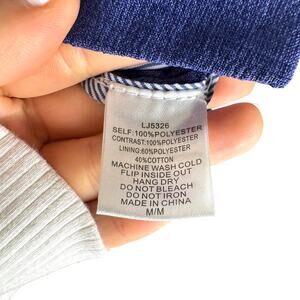 LJ5326
SELF:100%POLYESTER
CONTRAST:100%POLYESTER
LINING:60%POLYESTER
40%COTTON
MACHINE WASH COLD
FLIP INSIDE OUT
HANG DRY
DO NOT BLEACH
DO NOT IRON
MADE IN CHINA
M/M